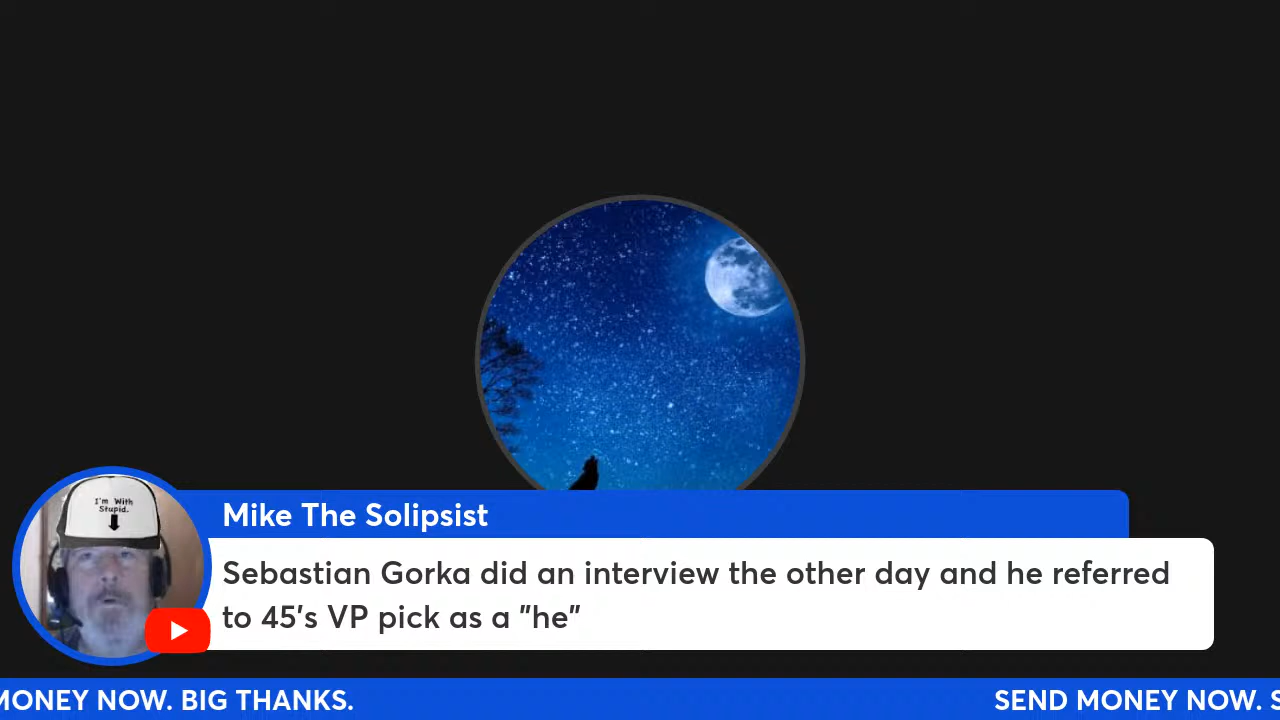 I'm With
Stupid.
Mike The Solipsist
Sebastian Gorka did an interview the other day and he referred
to 45's VP pick as a "he"
MONEY NOW. BIG THANKS.
SEND MONEY NOW. S